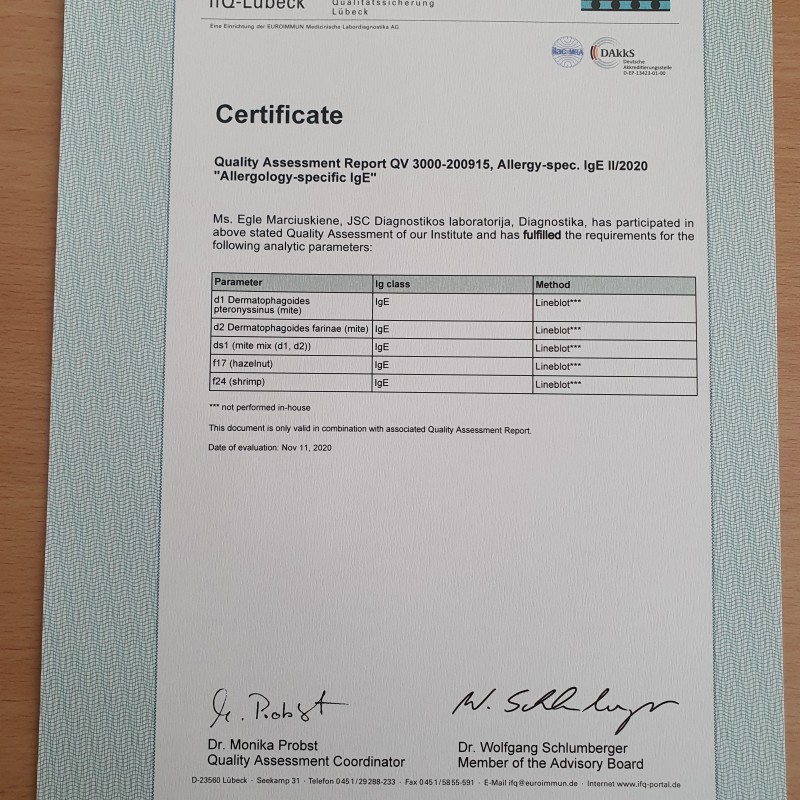 IfQ-Lübeck
Qualitätssicherung
Lübeck
Eine Einrichtung der EUROIMMUN Medizinische Labordiagnostika AG
ilac-MRA
DAkkS
Deutsche
Akkreditierungsstelle
D-EP-13423-01-00
Certificate
Quality Assessment Report QV 3000-200915, Allergy-spec. IgE II/2020
"Allergology-specific IgE"
Ms. Egle Marciuskiene, JSC Diagnostikos laboratorija, Diagnostika, has participated in
above stated Quality Assessment of our Institute and has fulfilled the requirements for the
following analytic parameters:
Parameter Ig class Method
d1 Dermatophagoides
pteronyssinus (mite) IgE Lineblot***
d2 Dermatophagoides farinae (mite) IgE Lineblot***
ds1 (mite mix (d1, d2)) IgE Lineblot***
f17 (hazelnut) IgE Lineblot***
f24 (shrimp) IgE Lineblot***
*** not performed in-house
This document is only valid in combination with associated Quality Assessment Report.
Date of evaluation: Nov 11, 2020
M. Probst W. Schlumberger
Dr. Monika Probst
Quality Assessment Coordinator
Dr. Wolfgang Schlumberger
Member of the Advisory Board
D-23560 Lübeck · Seekamp 31 · Telefon 0451/29288-233 · Fax 0451/5855-591 · E-Mail ifq@euroimmun.de · Internet www.ifq-portal.de